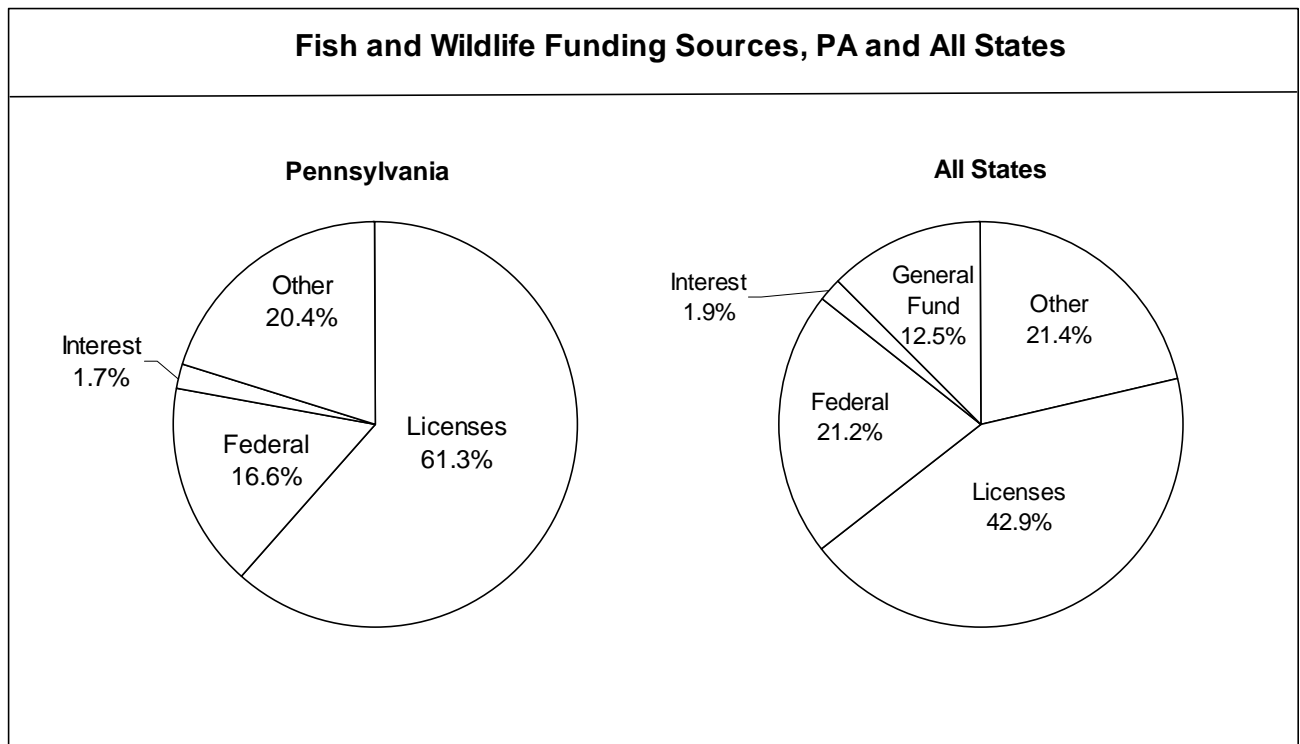 Fish and Wildlife Funding Sources, PA and All States
Pennsylvania
Other
20.4%
Interest
1.7%
Federal
16.6%
Licenses
61.3%
All States
Interest
1.9%
General
Fund
12.5%
Other
21.4%
Federal
21.2%
Licenses
42.9%